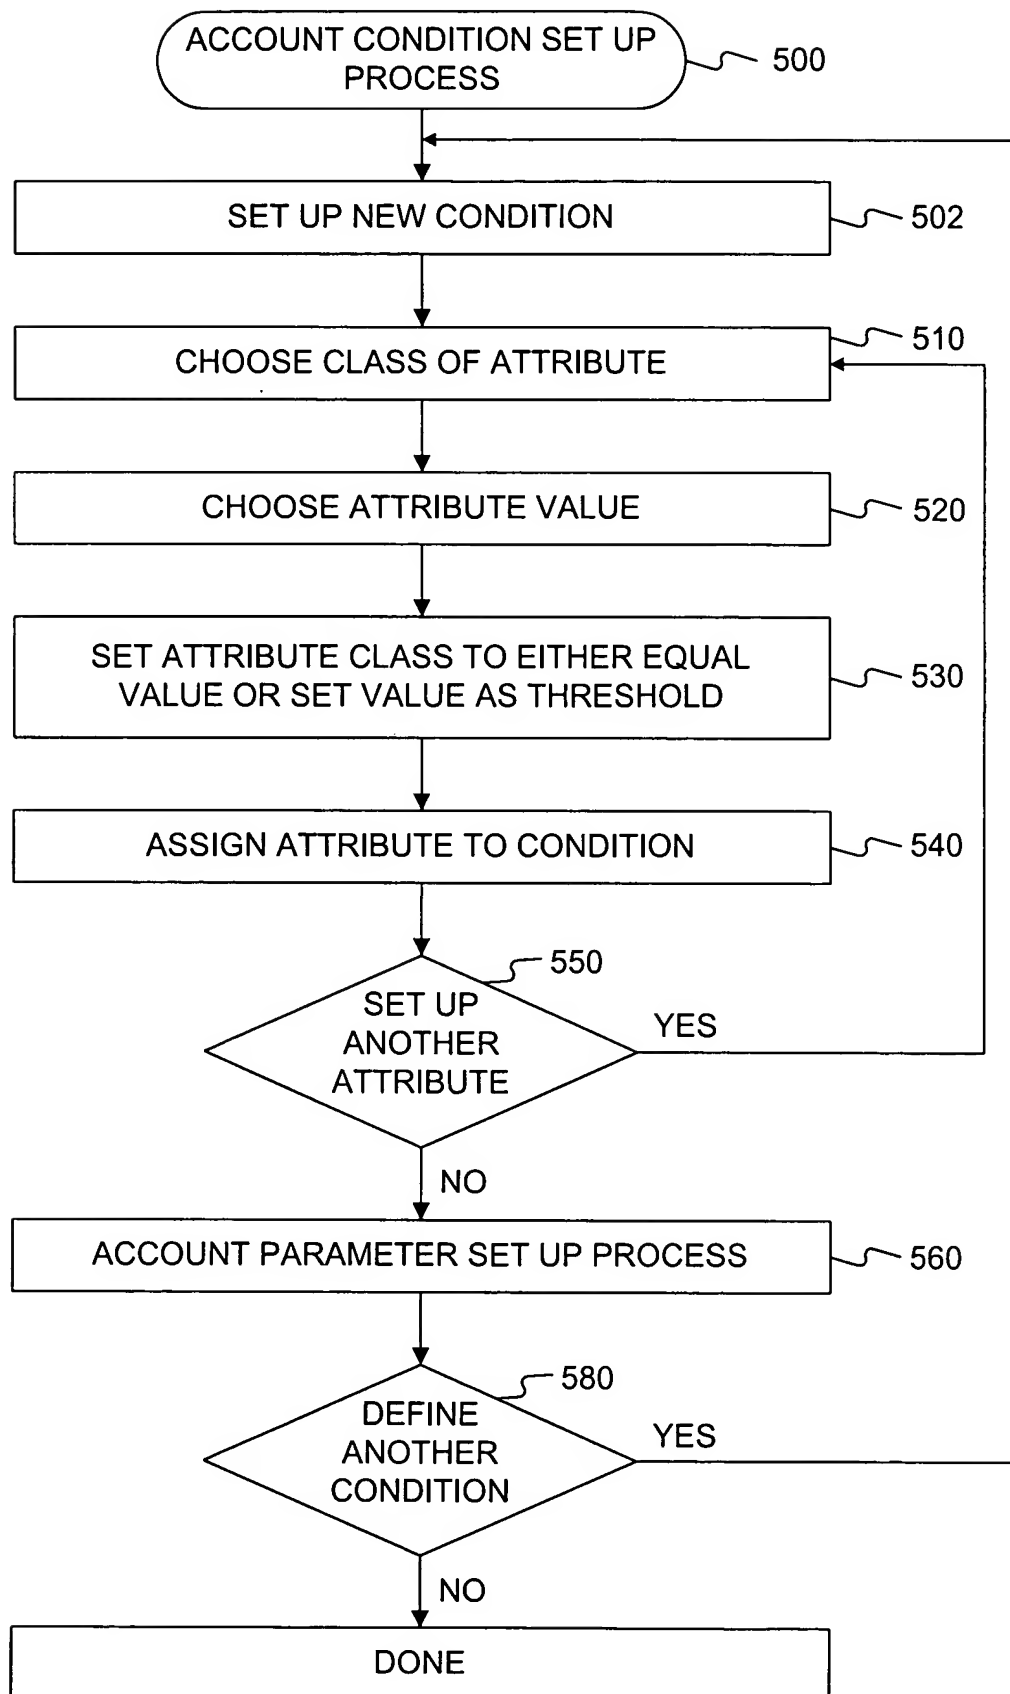 ACCOUNT CONDITION SET UP
PROCESS
500
SET UP NEW CONDITION
502
510
CHOOSE CLASS OF ATTRIBUTE
CHOOSE ATTRIBUTE VALUE
520
SET ATTRIBUTE CLASS TO EITHER EQUAL
VALUE OR SET VALUE AS THRESHOLD
530
ASSIGN ATTRIBUTE TO CONDITION
540
550
SET UP
ANOTHER
ATTRIBUTE
YES
NO
ACCOUNT PARAMETER SET UP PROCESS
560
580
DEFINE
ANOTHER
CONDITION
YES
NO
DONE